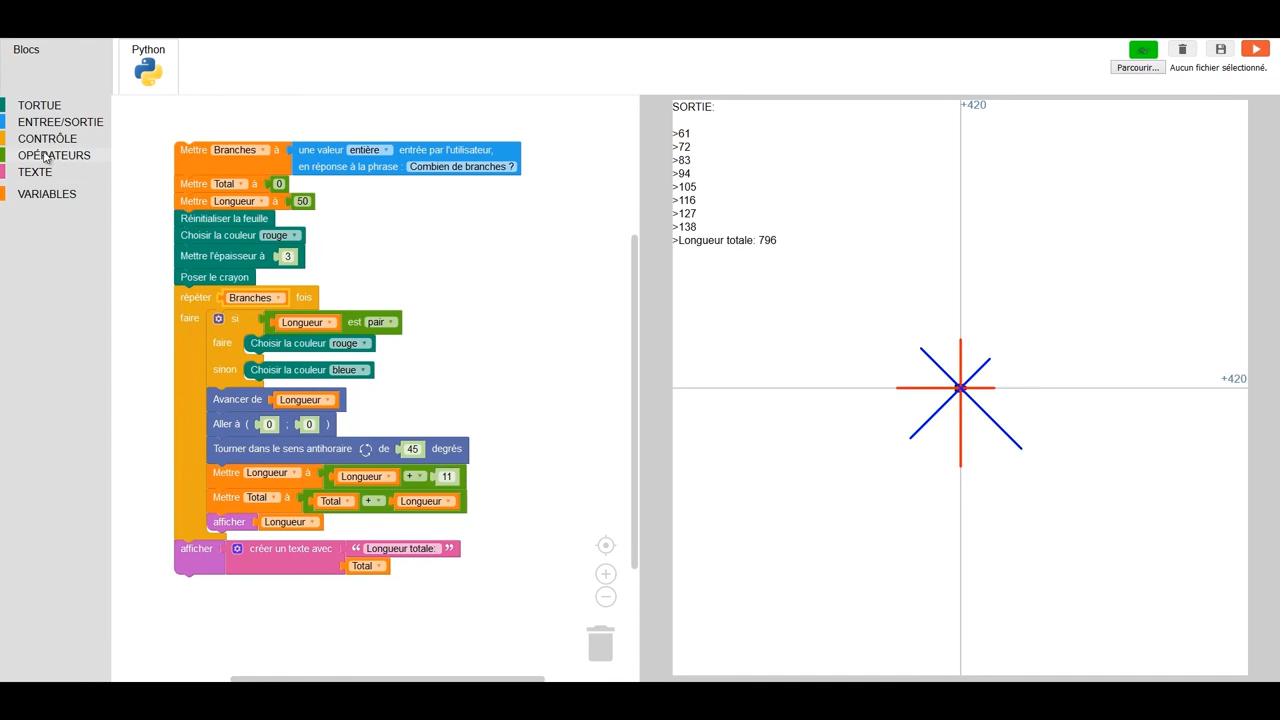 Blocs
Python
Parcourir... Aucun fichier sélectionné.
TORTUE
ENTREE/SORTIE
CONTRÔLE
OPÉRATEURS
TEXTE
VARIABLES
Mettre Branches à une valeur entière entrée par l'utilisateur,
en réponse à la phrase : Combien de branches ?
Mettre Total à 0
Mettre Longueur à 50
Réinitialiser la feuille
Choisir la couleur rouge
Mettre l'épaisseur à 3
Poser le crayon
répéter Branches fois
faire si Longueur est pair
faire Choisir la couleur rouge
sinon Choisir la couleur bleue
Avancer de Longueur
Aller à ( 0 ; 0 )
Tourner dans le sens antihoraire de 45 degrés
Mettre Longueur à Longueur + 11
Mettre Total à Total + Longueur
afficher Longueur
afficher créer un texte avec “ Longueur totale: ”
Total
SORTIE:
>61
>72
>83
>94
>105
>116
>127
>138
>Longueur totale: 796
+420
+420